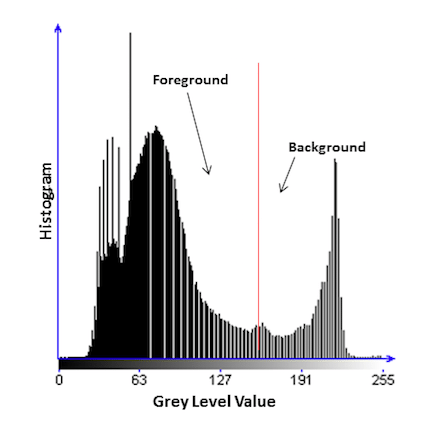 Foreground
Background
Histogram
0 63 127 191 255
Grey Level Value